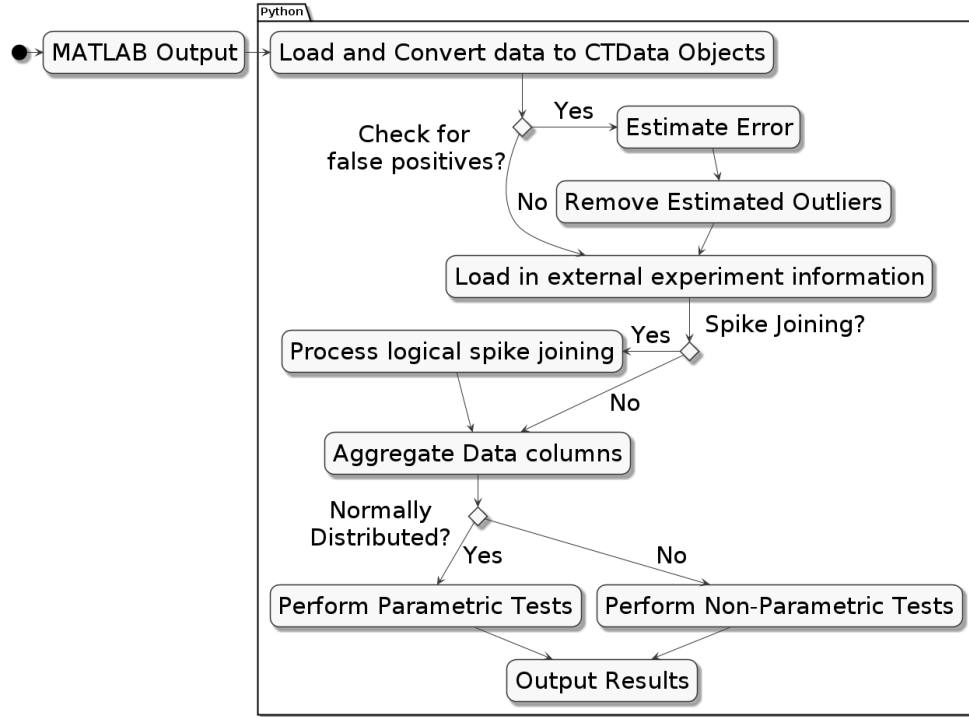 Python
MATLAB Output
Load and Convert data to CTData Objects
Yes
Check for
false positives?
Estimate Error
No
Remove Estimated Outliers
Load in external experiment information
Spike Joining?
Yes
Process logical spike joining
No
Aggregate Data columns
Normally
Distributed?
Yes
No
Perform Parametric Tests
Perform Non-Parametric Tests
Output Results